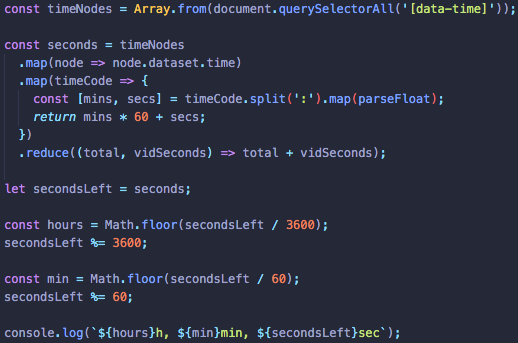 const timeNodes = Array.from(document.querySelectorAll('[data-time]'));
const seconds = timeNodes
.map(node => node.dataset.time)
.map(timeCode => {
const [mins, secs] = timeCode.split(':').map(parseFloat);
return mins * 60 + secs;
})
.reduce((total, vidSeconds) => total + vidSeconds);
let secondsLeft = seconds;
const hours = Math.floor(secondsLeft / 3600);
secondsLeft %= 3600;
const min = Math.floor(secondsLeft / 60);
secondsLeft %= 60;
console.log(`${hours}h, ${min}min, ${secondsLeft}sec`);